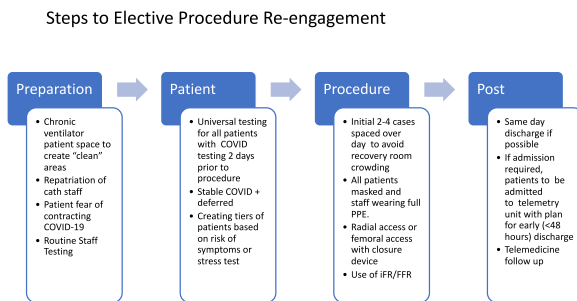 Steps to Elective Procedure Re-engagement
Preparation
• Chronic
ventilator
patient space to
create “clean”
areas
• Repatriation of
cath staff
• Patient fear of
contracting
COVID-19
• Routine Staff
Testing
Patient
• Universal testing
for all patients
with COVID
testing 2 days
prior to
procedure
• Stable COVID +
deferred
• Creating tiers of
patients based
on risk of
symptoms or
stress test
Procedure
• Initial 2-4 cases
spaced over
day to avoid
recovery room
crowding
• All patients
masked and
staff wearing full
PPE.
• Radial access or
femoral access
with closure
device
• Use of iFR/FFR
Post
• Same day
discharge if
possible
• If admission
required,
patients to be
admitted
to telemetry
unit with plan
for early (<48
hours) discharge
• Telemedicine
follow up